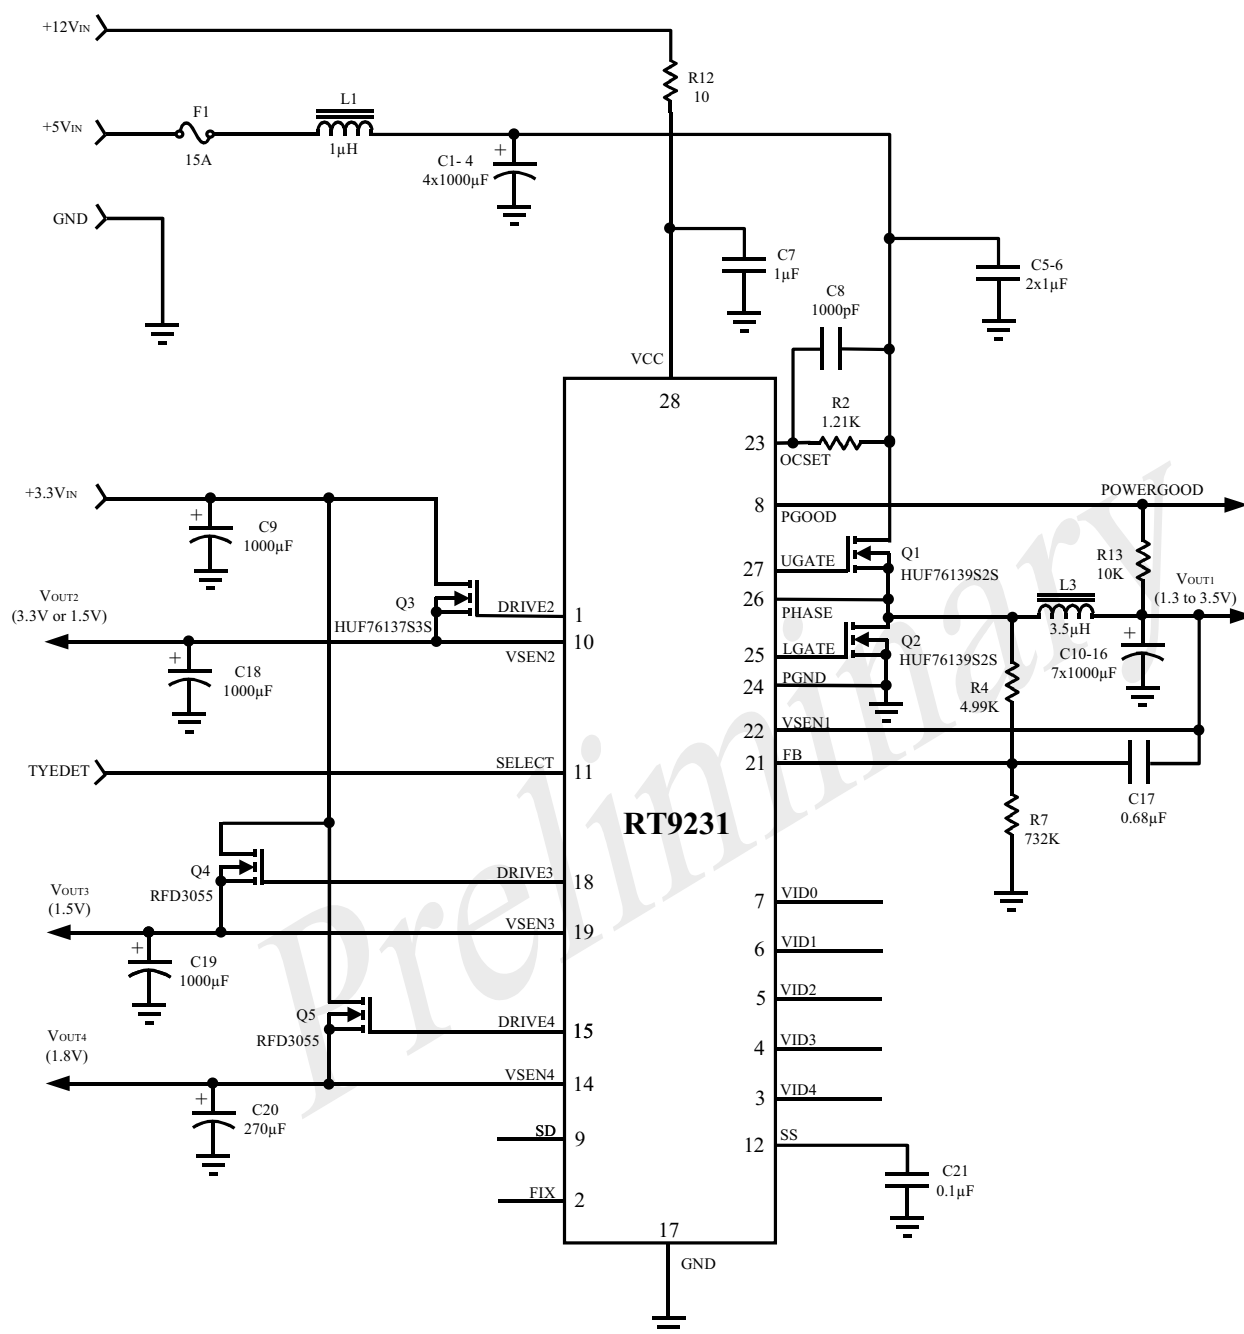 +12VIN
R12
10
F1
L1
+5VIN
15A
1µH
+
C1-4
4x1000µF
GND
C7
1µF
C5-6
2x1µF
C8
1000pF
VCC
28
R2
1.21K
23
OCSET
+3.3VIN
+
C9
1000µF
8
PGOOD
POWERGOOD
R13
10K
27
UGATE
Q1
HUF76139S2S
VOUT2
(3.3V or 1.5V)
Q3
HUF76137S3S
DRIVE2
1
26
PHASE
L3
3.5µH
VOUT1
(1.3 to 3.5V)
10
VSEN2
25
LGATE
Q2
HUF76139S2S
+
C10-16
7x1000µF
+
C18
1000µF
24
PGND
R4
4.99K
22
VSEN1
TYEDET
SELECT
11
21
FB
C17
0.68µF
RT9231
R7
732K
Q4
RFD3055
DRIVE3
18
VOUT3
(1.5V)
VSEN3
19
7
VID0
+
C19
1000µF
6
VID1
5
VID2
Q5
RFD3055
DRIVE4
15
4
VID3
VOUT4
(1.8V)
VSEN4
14
3
VID4
+
C20
270µF
SD
9
12
SS
C21
0.1µF
FIX
2
17
GND
Preliminary